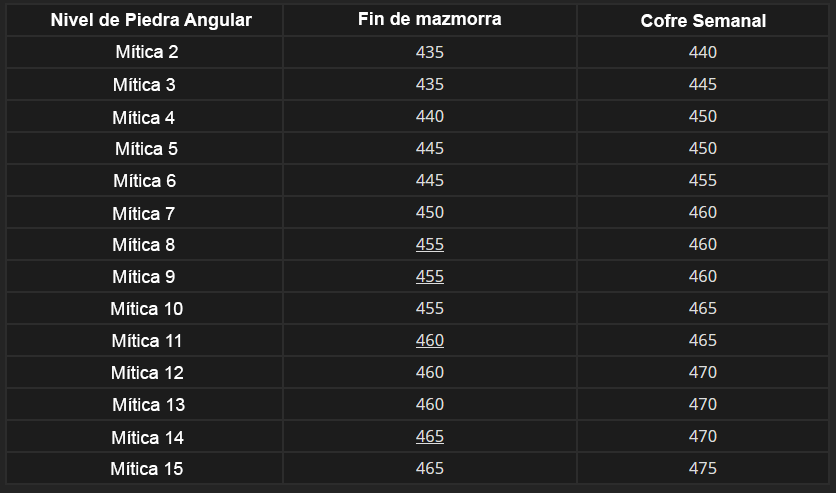 Nivel de Piedra Angular Fin de mazmorra Cofre Semanal
Mítica 2 435 440
Mítica 3 435 445
Mítica 4 440 450
Mítica 5 445 450
Mítica 6 445 455
Mítica 7 450 460
Mítica 8 455 460
Mítica 9 455 460
Mítica 10 455 465
Mítica 11 460 465
Mítica 12 460 470
Mítica 13 460 470
Mítica 14 465 470
Mítica 15 465 475